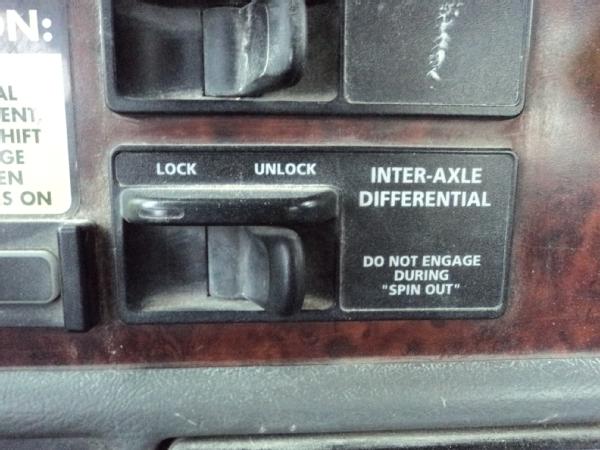 ON:
AL
ENT,
HIFT
GE
EN
S ON
LOCK UNLOCK
INTER-AXLE
DIFFERENTIAL
DO NOT ENGAGE
DURING
"SPIN OUT"